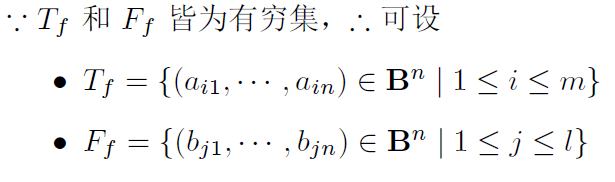 ∵ T_f 和 F_f 皆为有穷集，∴ 可设
• T_f = {(a_{i1}, ⋯ , a_{in}) ∈ 𝐁^n | 1 ≤ i ≤ m}
• F_f = {(b_{j1}, ⋯ , b_{jn}) ∈ 𝐁^n | 1 ≤ j ≤ l}